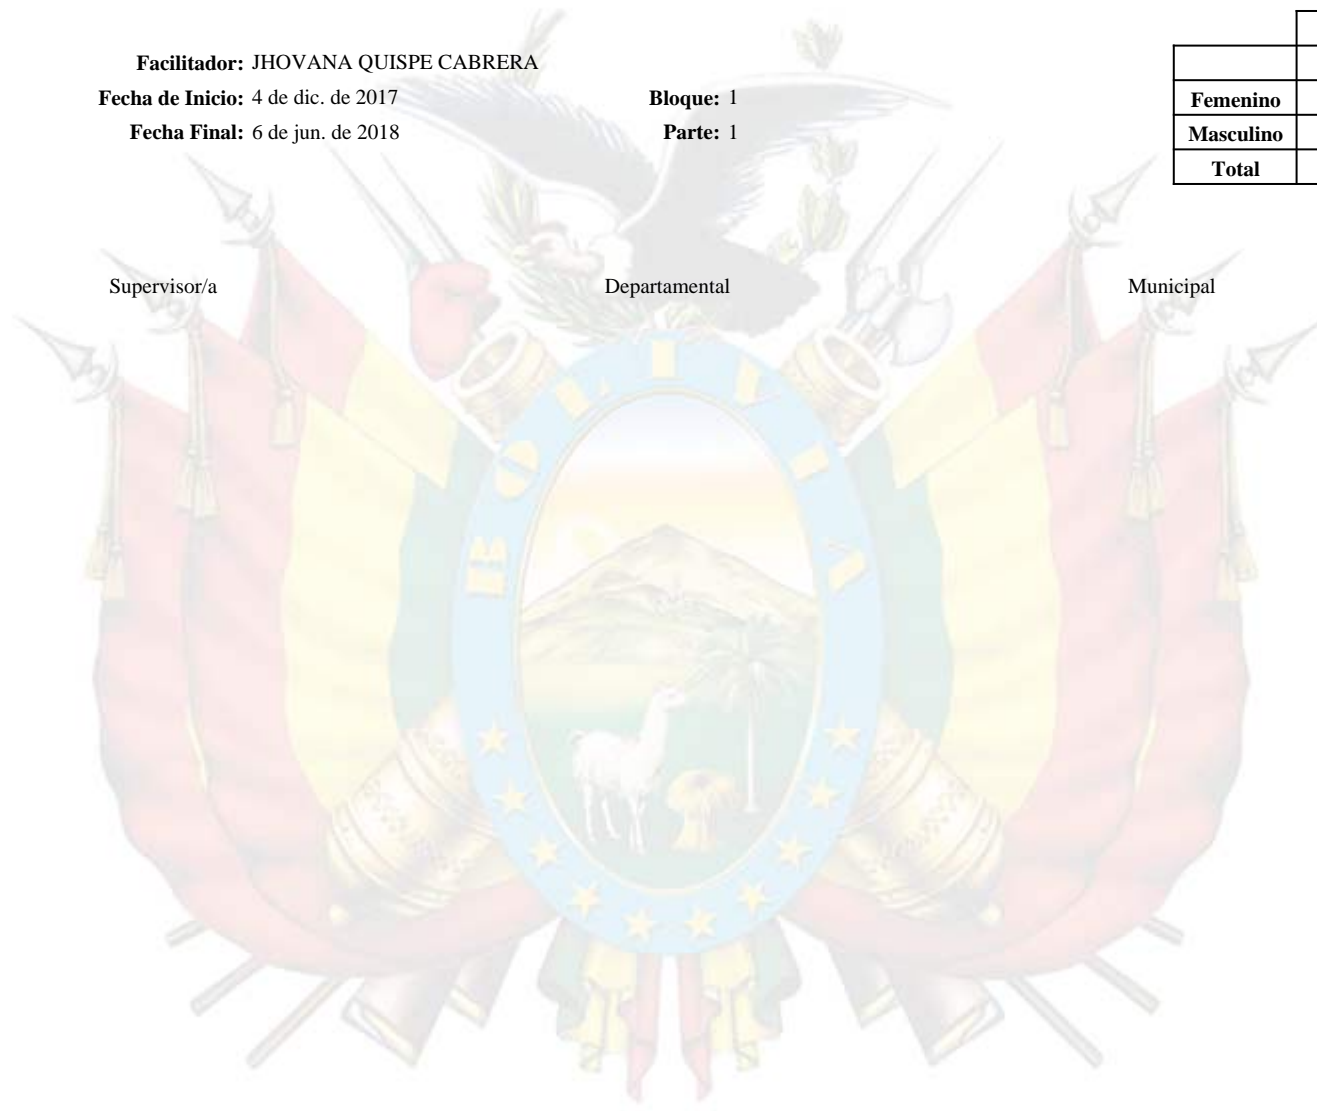 Facilitador: JHOVANA QUISPE CABRERA
Fecha de Inicio: 4 de dic. de 2017 Bloque: 1
Femenino
Fecha Final: 6 de jun. de 2018 Parte: 1
Masculino
Total
Supervisor/a Departamental Municipal
BOLIVIA